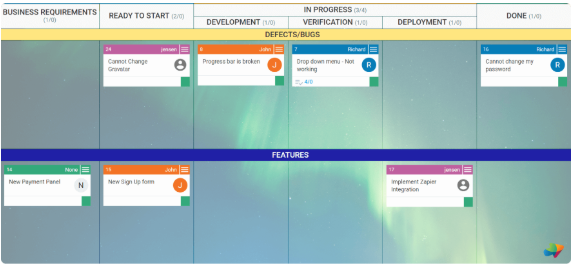 BUSINESS REQUIREMENTS (1/0)
READY TO START (2/0)
IN PROGRESS (3/4)
DEVELOPMENT (1/0)
VERIFICATION (1/0)
DEPLOYMENT (1/0)
DONE (1/0)
DEFECTS/BUGS
24 jensen
Cannot Change
Gravatar
8 John
Progress bar is broken
J
7 Richard
Drop down menu - Not
working
R
4/0
16 Richard
Cannot change my
password
R
FEATURES
14 None
New Payment Panel
N
15 John
New Sign Up form
J
17 jensen
Implement Zapier
Integration